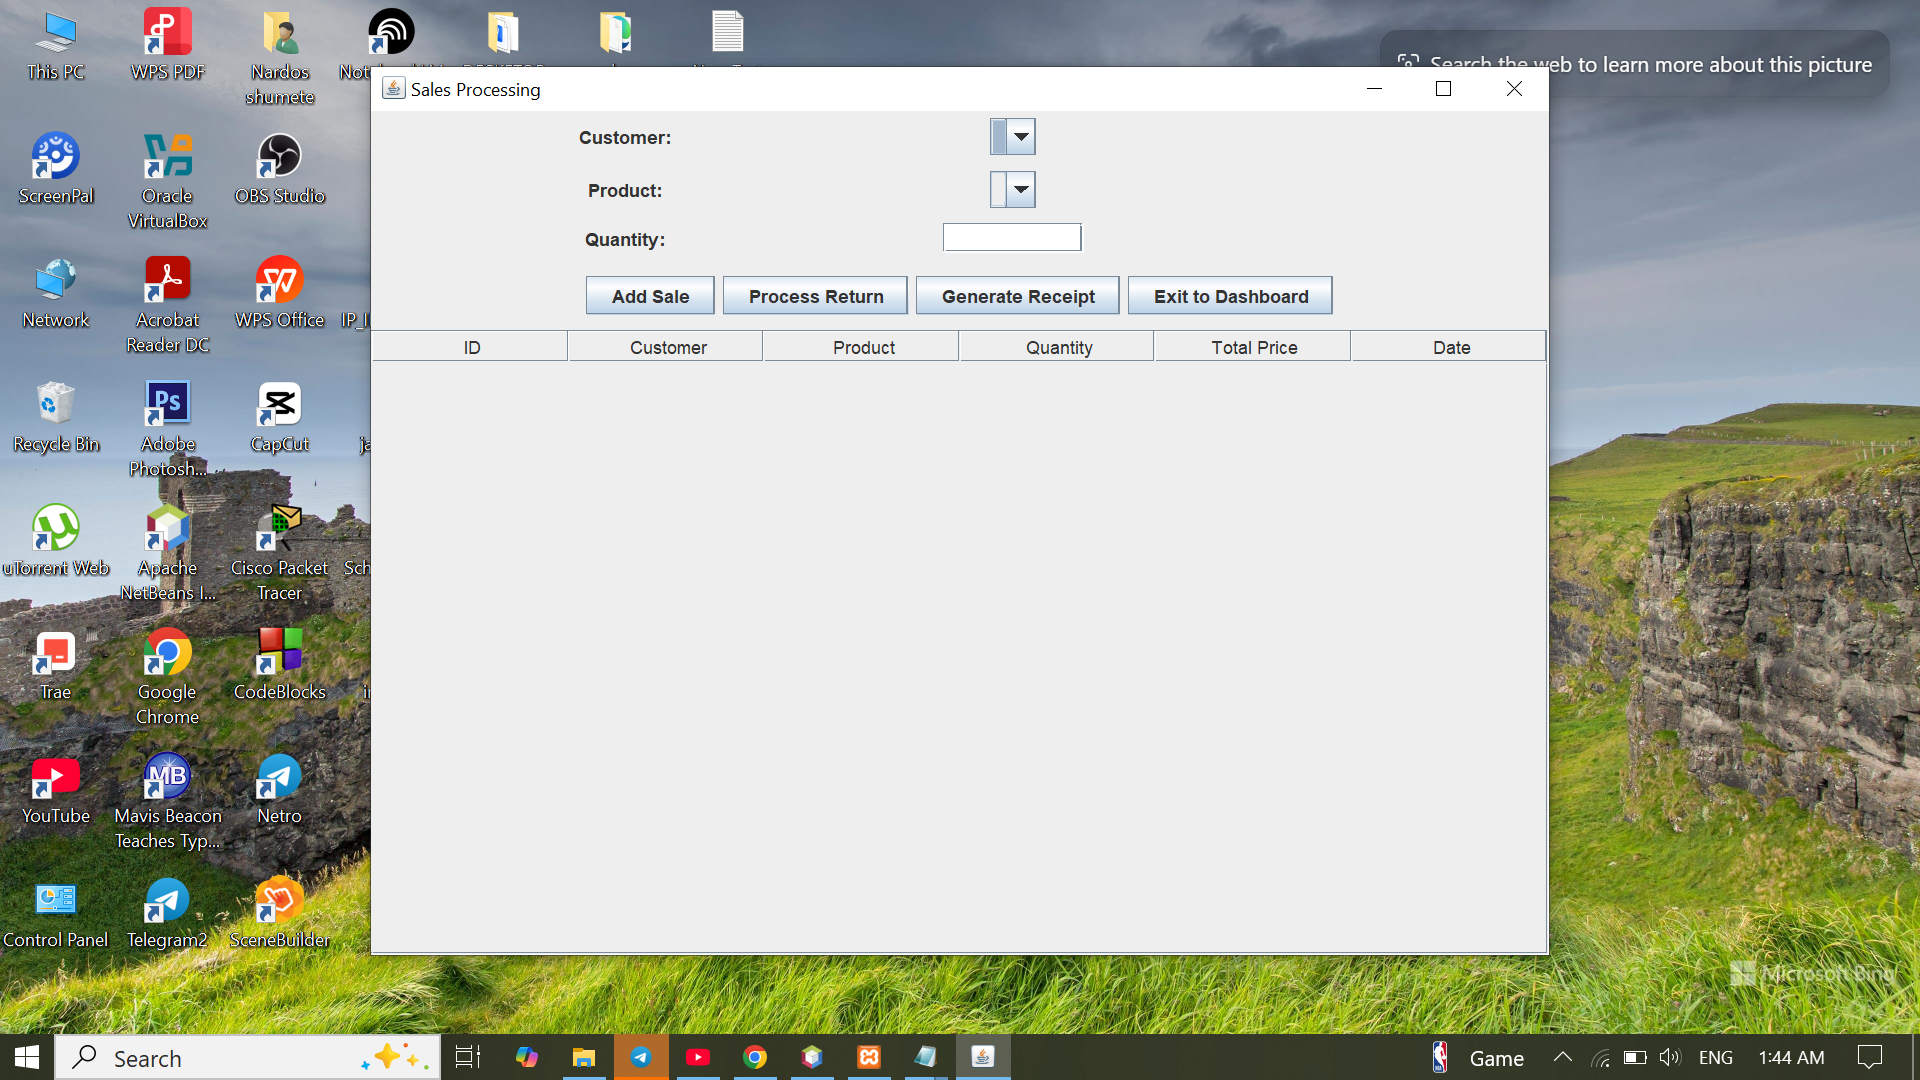 This PC
WPS PDF
Nardos
shumete
Search the web to learn more about this picture
Sales Processing
Customer:
Product:
Quantity:
Add Sale
Process Return
Generate Receipt
Exit to Dashboard
ID
Customer
Product
Quantity
Total Price
Date
ScreenPal
Oracle
VirtualBox
OBS Studio
Network
Acrobat
Reader DC
WPS Office
Recycle Bin
Ps
Adobe
Photosh...
CapCut
uTorrent Web
Apache
NetBeans I...
Cisco Packet
Tracer
Trae
Google
Chrome
CodeBlocks
YouTube
MB
Mavis Beacon
Teaches Typ...
Netro
Control Panel
Telegram2
SceneBuilder
Microsoft Bing
Search
Game
ENG
1:44 AM